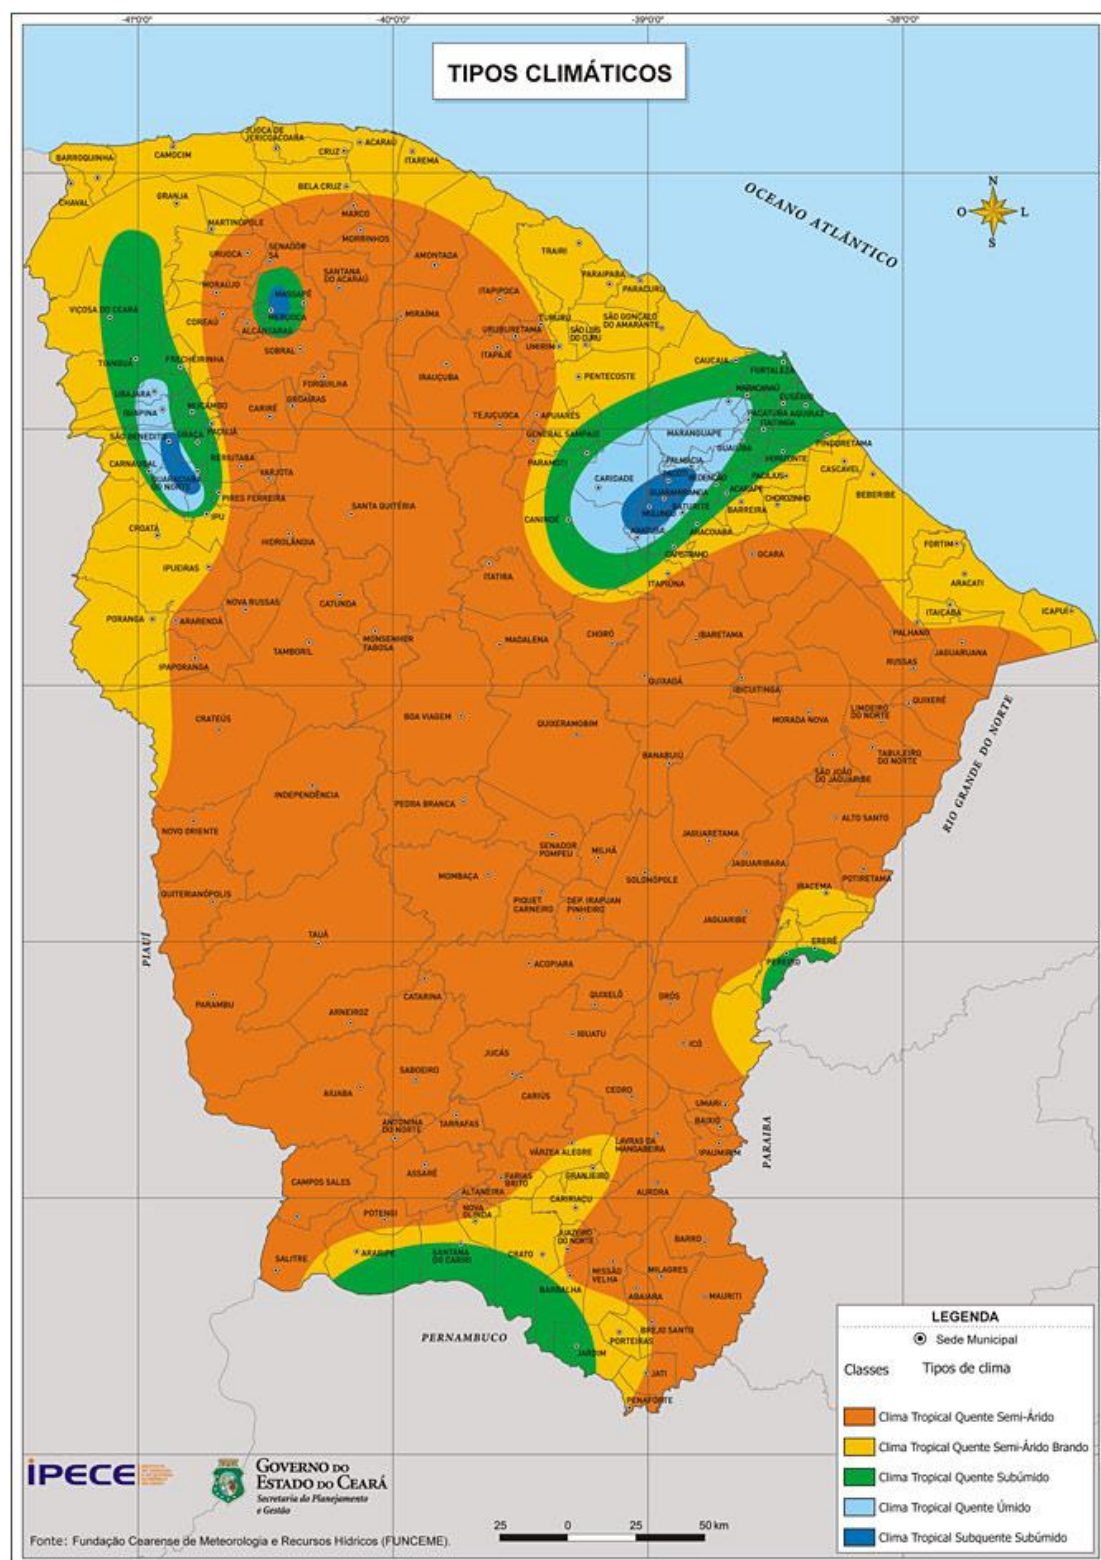 -41°0'0"
-40°0'0"
-39°0'0"
-38°0'0"
TIPOS CLIMÁTICOS
OCEANO ATLÂNTICO
N
O
L
S
JIJOCA DE
JERICOACOARA
ACARAÚ
CRUZ
ITAREMA
BARROQUINHA
CAMOCIM
CHAVAL
GRANJA
BELA CRUZ
MARCO
MARTINÓPOLE
MORRINHOS
URUOCA
SENADOR
SÁ
AMONTADA
TRAIRI
SANTANA
DO ACARAÚ
PARAIPABA
PARACURU
MORAÚJO
MASSAPÊ
ITAPIPOCA
VIÇOSA DO CEARÁ
COREAÚ
MERUOCA
MIRAÍMA
TURURU
SÃO GONÇALO
DO AMARANTE
ALCÂNTARAS
URUBURETAMA
SÃO LUÍS
DO CURU
UMIRIM
SOBRAL
ITAPAJÉ
TIANGUÁ
FRECHEIRINHA
CAUCAIA
FORTALEZA
IRAUÇUBA
PENTECOSTE
FORQUILHA
UBAJARA
MARACANAÚ
EUSÉBIO
GROAÍRAS
IBIAPINA
MUCAMBO
CARIRÉ
TEJUÇUOCA
APUIARÉS
PACATUBA
AQUIRAZ
ITAITINGA
SÃO BENEDITO
GRAÇA
PACUJÁ
GENERAL SAMPAIO
MARANGUAPE
GUAIÚBA
PINDORETAMA
CARNAUBAL
RERIUTABA
VARJOTA
PARAMOTI
PALMÁCIA
HORIZONTE
CASCAVEL
GUARACIABA
DO NORTE
CARIDADE
PACOTI
REDENÇÃO
PACAJUS
BEBERIBE
PIRES FERREIRA
GUARAMIRANGA
ACARAPE
CHOROZINHO
IPU
SANTA QUITÉRIA
MULUNGU
BATURITÉ
BARREIRA
CROATÁ
CANINDÉ
ARATUBA
ARACOIABA
HIDROLÂNDIA
CAPISTRANO
OCARA
FORTIM
IPUEIRAS
ITATIRA
ITAPIÚNA
ARACATI
NOVA RUSSAS
CATUNDA
ITAIÇABA
ICAPUÍ
PORANGA
ARARENDÁ
PALHANO
TAMBORIL
MONSENHOR
TABOSA
MADALENA
CHORÓ
IBARETAMA
JAGUARUANA
IPAPORANGA
RUSSAS
QUIXADÁ
IBICUITINGA
QUIXERÉ
CRATEÚS
BOA VIAGEM
QUIXERAMOBIM
MORADA NOVA
LIMOEIRO
DO NORTE
BANABUIÚ
TABULEIRO
DO NORTE
SÃO JOÃO
DO JAGUARIBE
RIO GRANDE DO NORTE
INDEPENDÊNCIA
PEDRA BRANCA
ALTO SANTO
NOVO ORIENTE
SENADOR
POMPEU
MILHÃ
JAGUARETAMA
JAGUARIBARA
MOMBAÇA
SOLONÓPOLE
POTIRETAMA
QUITERIANÓPOLIS
IRACEMA
PIQUET
CARNEIRO
DEP. IRAPUAN
PINHEIRO
JAGUARIBE
PIAUÍ
TAUÁ
ERERÊ
ACOPIARA
PEREIRO
PARAMBU
CATARINA
QUIXELÔ
ORÓS
ARNEIROZ
IGUATU
ICÓ
JUCÁS
SABOEIRO
AIUABA
CARIÚS
CEDRO
UMARI
ANTONINA
DO NORTE
TARRAFAS
BAIXIO
PARAÍBA
VÁRZEA ALEGRE
LAVRAS DA
MANGABEIRA
IPAUMIRIM
ASSARÉ
GRANJEIRO
CAMPOS SALES
FARIAS
BRITO
ALTANEIRA
AURORA
CARIRIAÇU
POTENGI
NOVA
OLINDA
JUAZEIRO
DO NORTE
BARRO
SALITRE
ARARIPE
SANTANA
DO CARIRI
CRATO
MISSÃO
VELHA
MILAGRES
BARBALHA
ABAIARA
MAURITI
PERNAMBUCO
BREJO SANTO
PORTEIRAS
JARDIM
JATI
PENAFORTE
LEGENDA
Sede Municipal
Classes
Tipos de clima
Clima Tropical Quente Semi-Árido
Clima Tropical Quente Semi-Árido Brando
Clima Tropical Quente Subúmido
Clima Tropical Quente Úmido
Clima Tropical Subquente Subúmido
IPECE
GOVERNO DO
ESTADO DO CEARÁ
Secretaria do Planejamento
e Gestão
25
0
25
50 km
Fonte: Fundação Cearense de Meteorologia e Recursos Hídricos (FUNCEME).